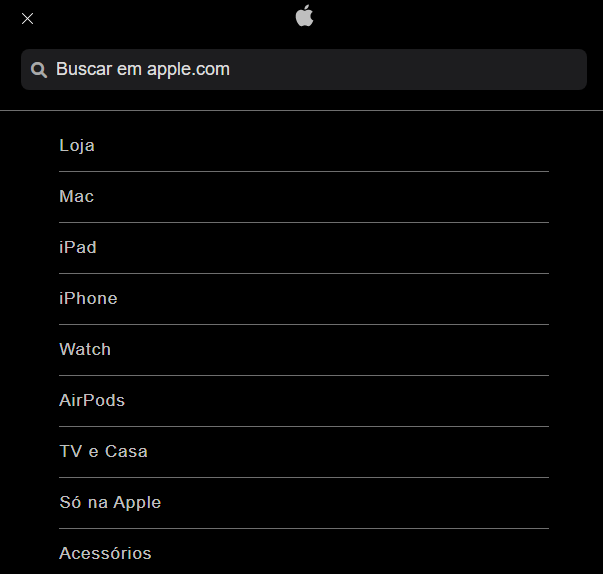 Buscar em apple.com
Loja
Mac
iPad
iPhone
Watch
AirPods
TV e Casa
Só na Apple
Acessórios